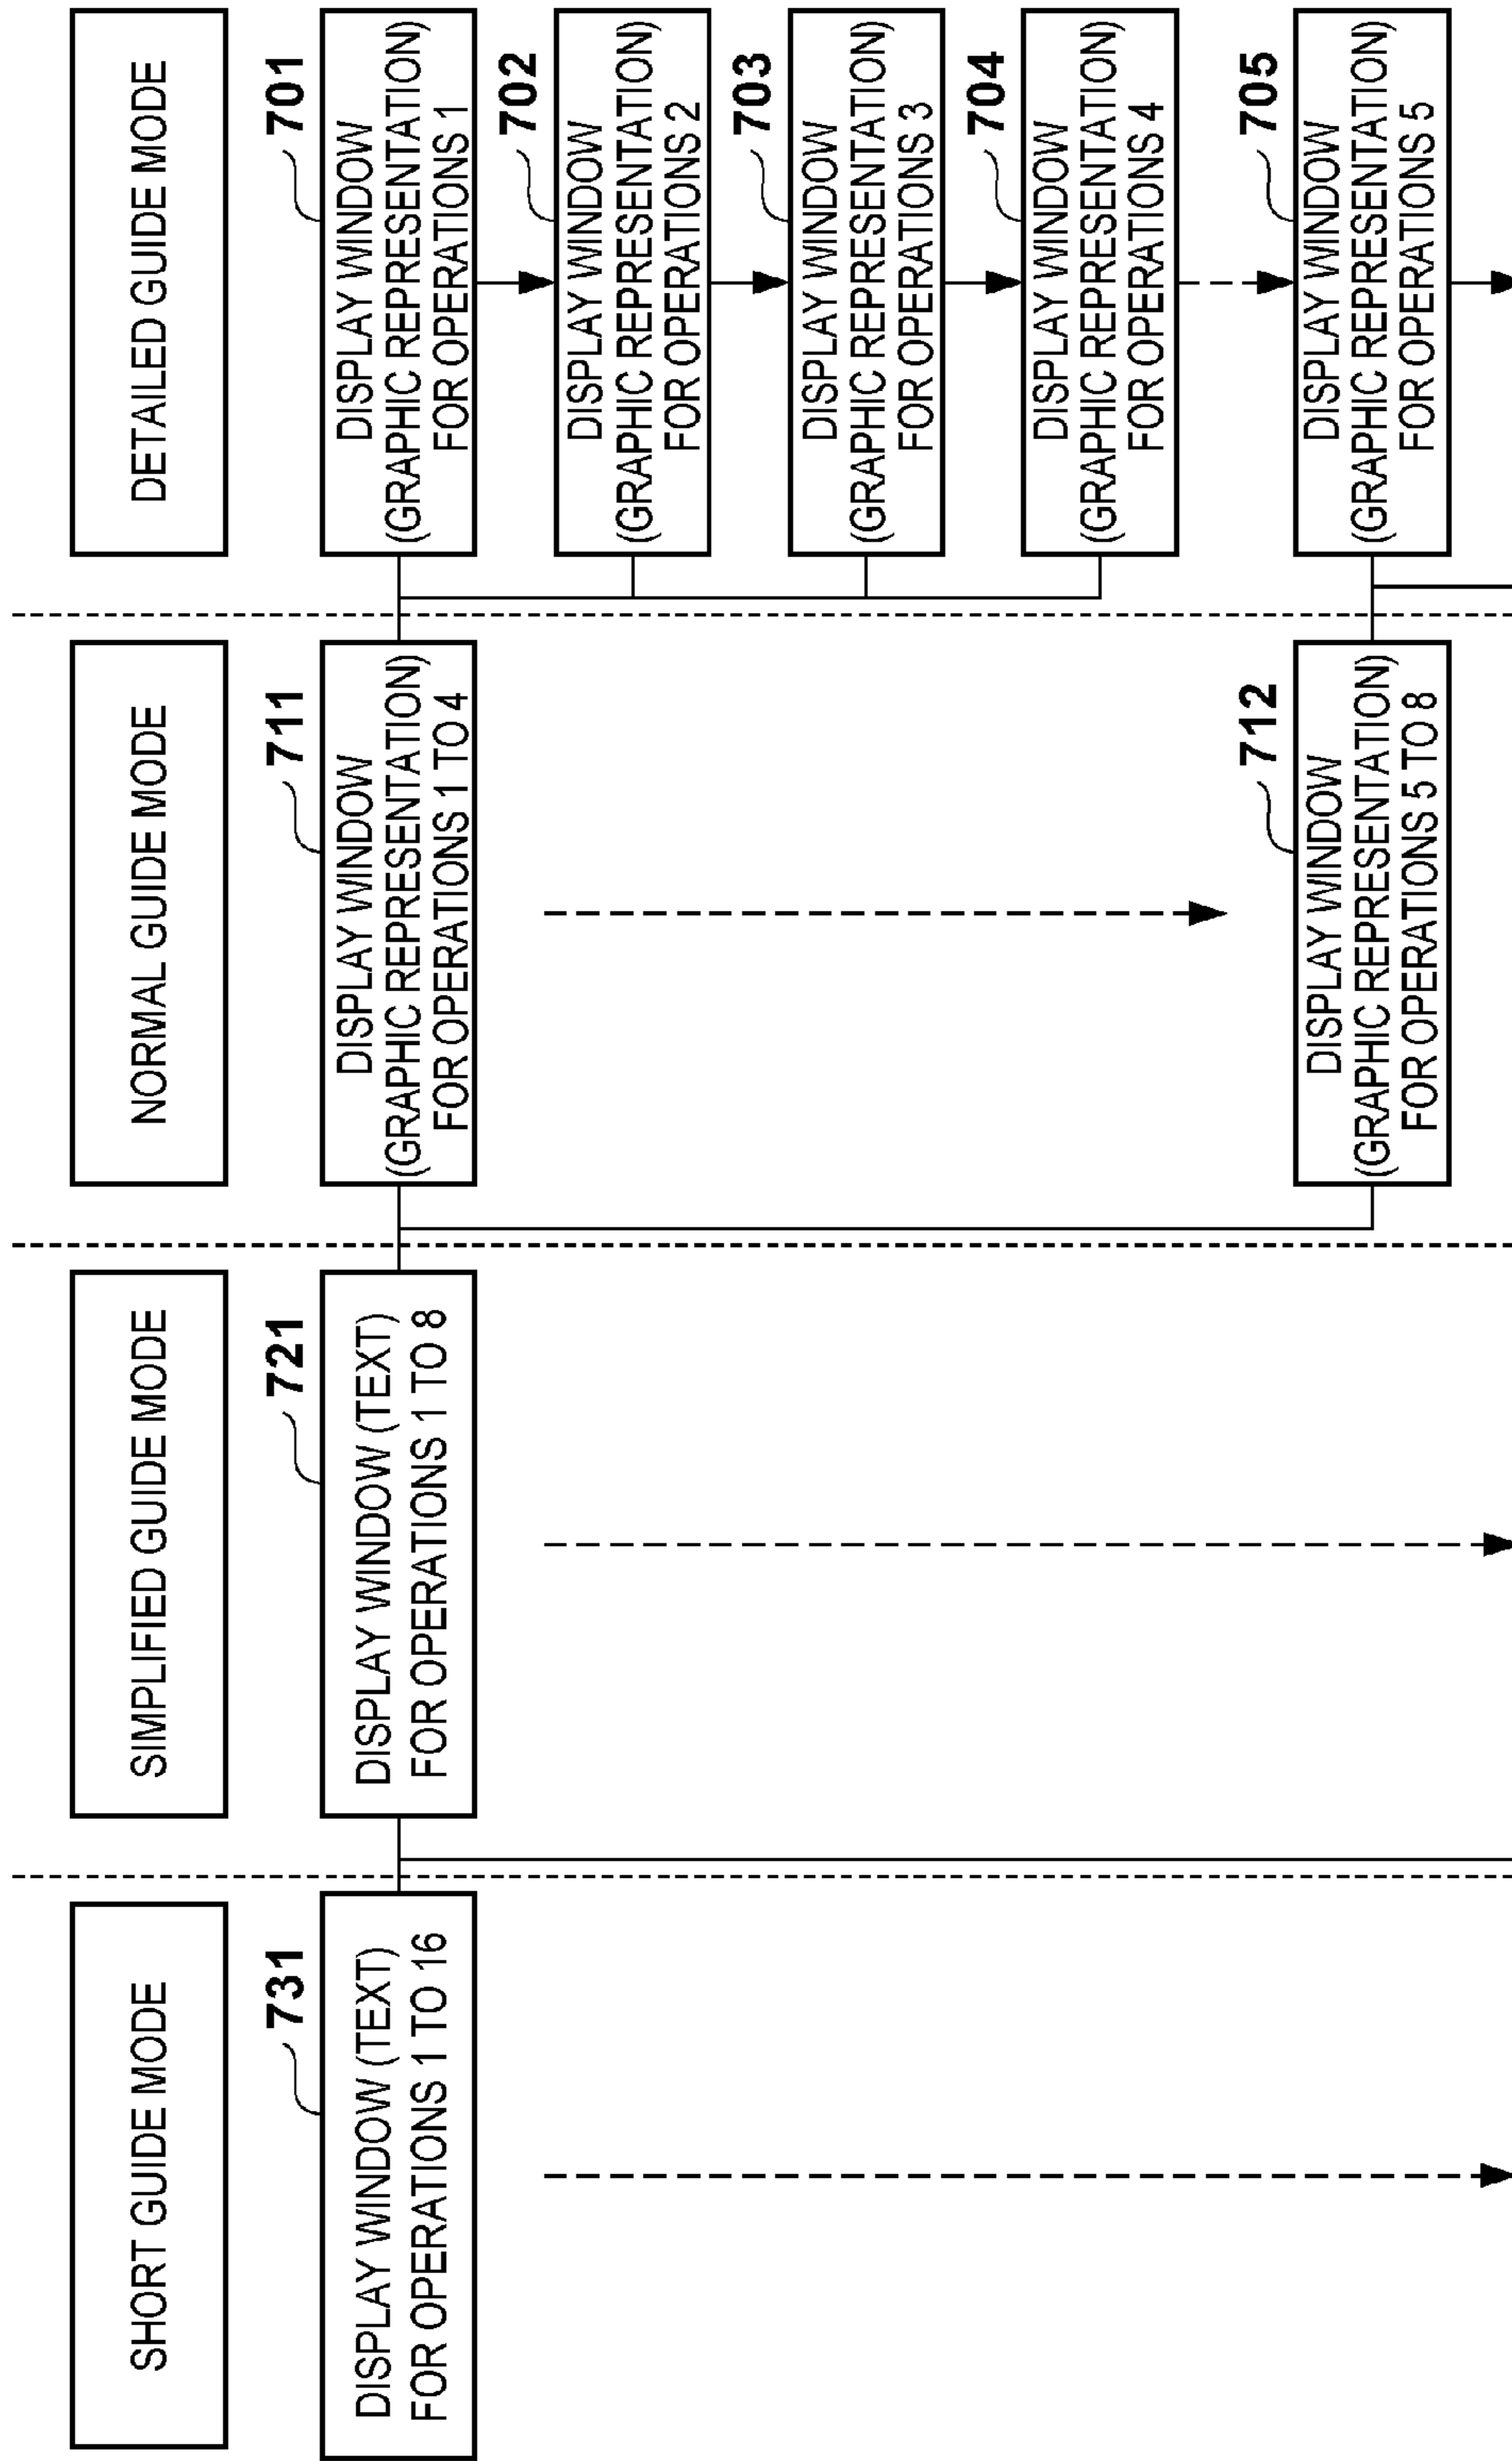 SHORT GUIDE MODE
SIMPLIFIED GUIDE MODE
NORMAL GUIDE MODE
DETAILED GUIDE MODE
731
DISPLAY WINDOW (TEXT)
FOR OPERATIONS 1 TO 16
721
DISPLAY WINDOW (TEXT)
FOR OPERATIONS 1 TO 8
711
DISPLAY WINDOW
(GRAPHIC REPRESENTATION)
FOR OPERATIONS 1 TO 4
701
DISPLAY WINDOW
(GRAPHIC REPRESENTATION)
FOR OPERATIONS 1
702
DISPLAY WINDOW
(GRAPHIC REPRESENTATION)
FOR OPERATIONS 2
703
DISPLAY WINDOW
(GRAPHIC REPRESENTATION)
FOR OPERATIONS 3
704
DISPLAY WINDOW
(GRAPHIC REPRESENTATION)
FOR OPERATIONS 4
712
DISPLAY WINDOW
(GRAPHIC REPRESENTATION)
FOR OPERATIONS 5 TO 8
705
DISPLAY WINDOW
(GRAPHIC REPRESENTATION)
FOR OPERATIONS 5